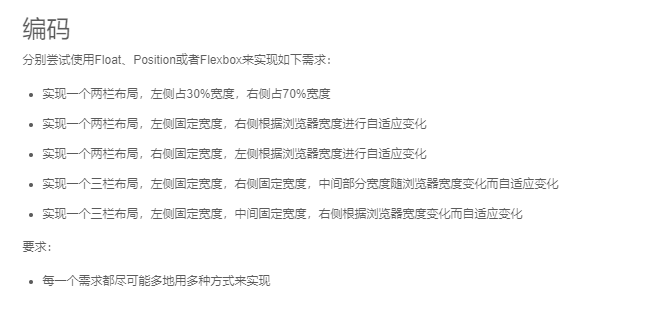 编码
分别尝试使用Float、Position或者Flexbox来实现如下需求：
实现一个两栏布局，左侧占30%宽度，右侧占70%宽度
实现一个两栏布局，左侧固定宽度，右侧根据浏览器宽度进行自适应变化
实现一个两栏布局，右侧固定宽度，左侧根据浏览器宽度进行自适应变化
实现一个三栏布局，左侧固定宽度，右侧固定宽度，中间部分宽度随浏览器宽度变化而自适应变化
实现一个三栏布局，左侧固定宽度，中间固定宽度，右侧根据浏览器宽度变化而自适应变化
要求：
每一个需求都尽可能多地用多种方式来实现